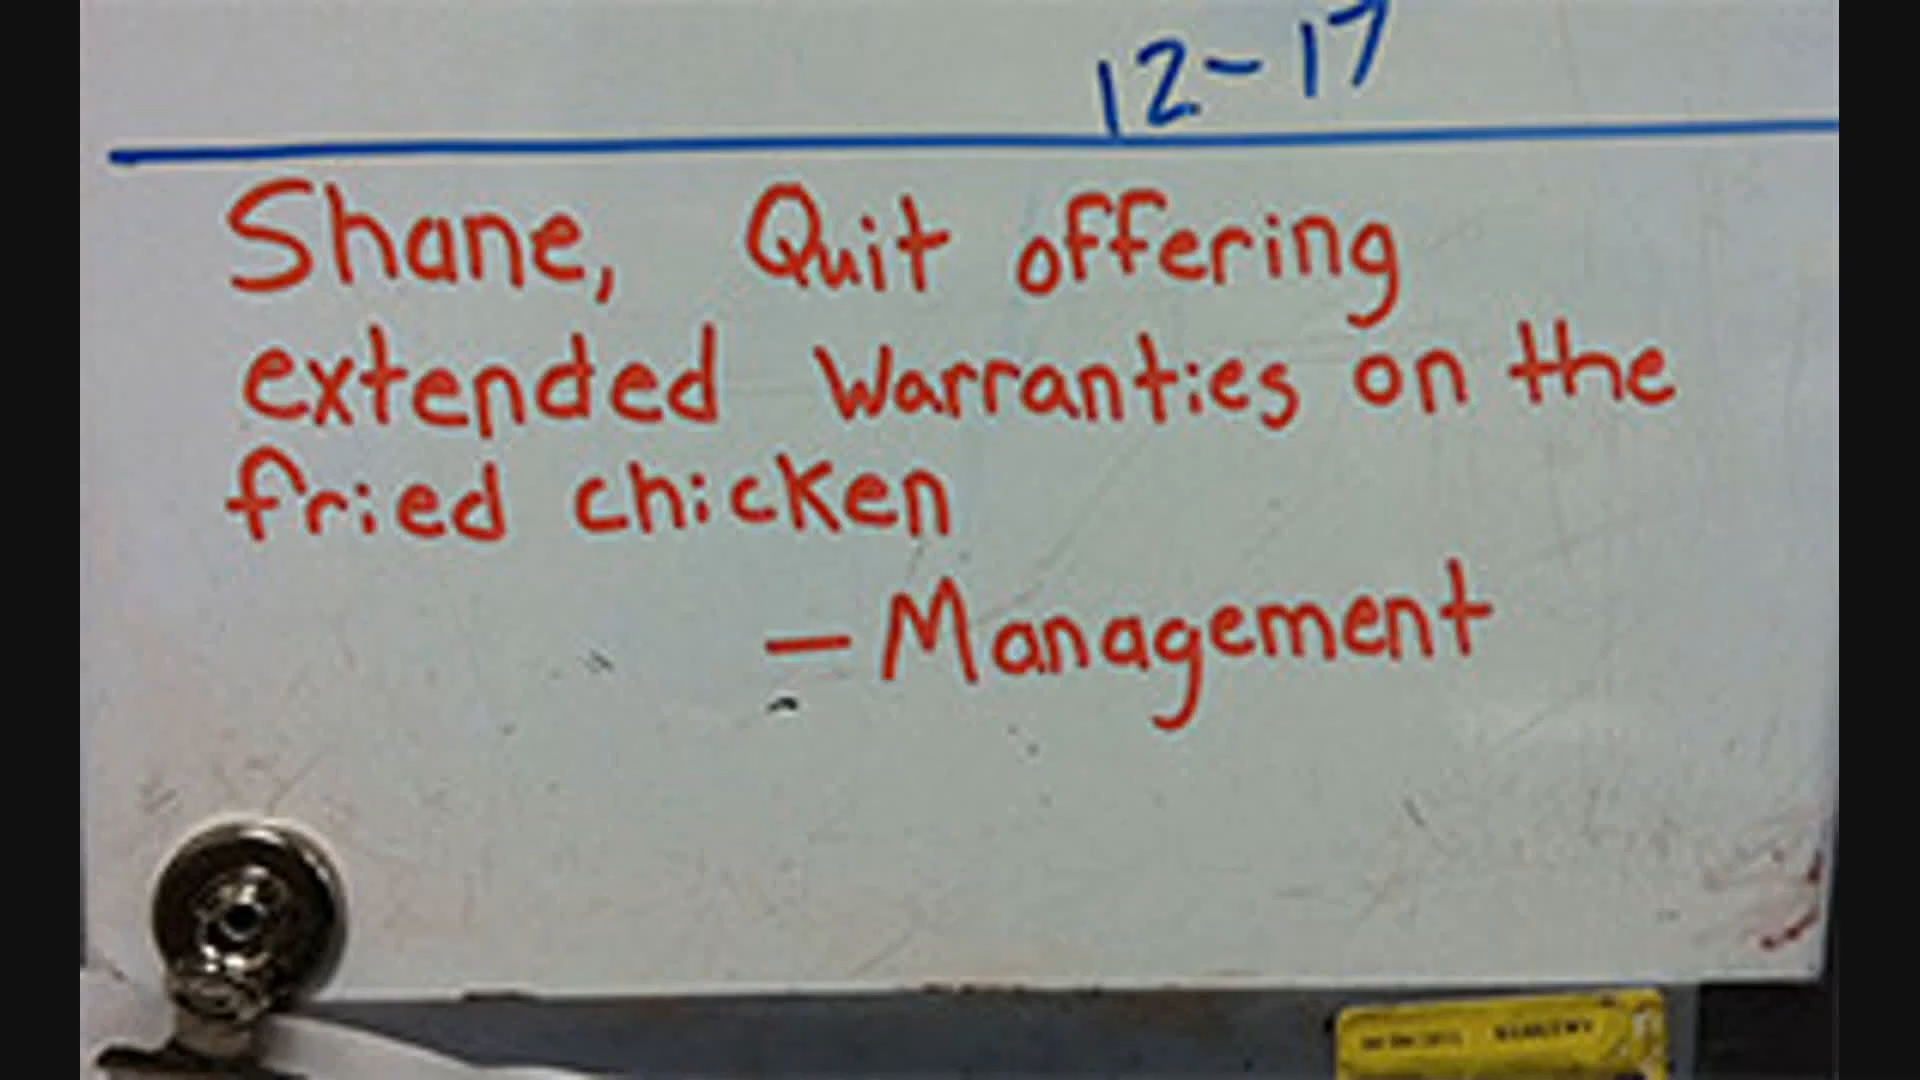 12-17
Shane, Quit offering
extended warranties on the
fried chicken
- Management